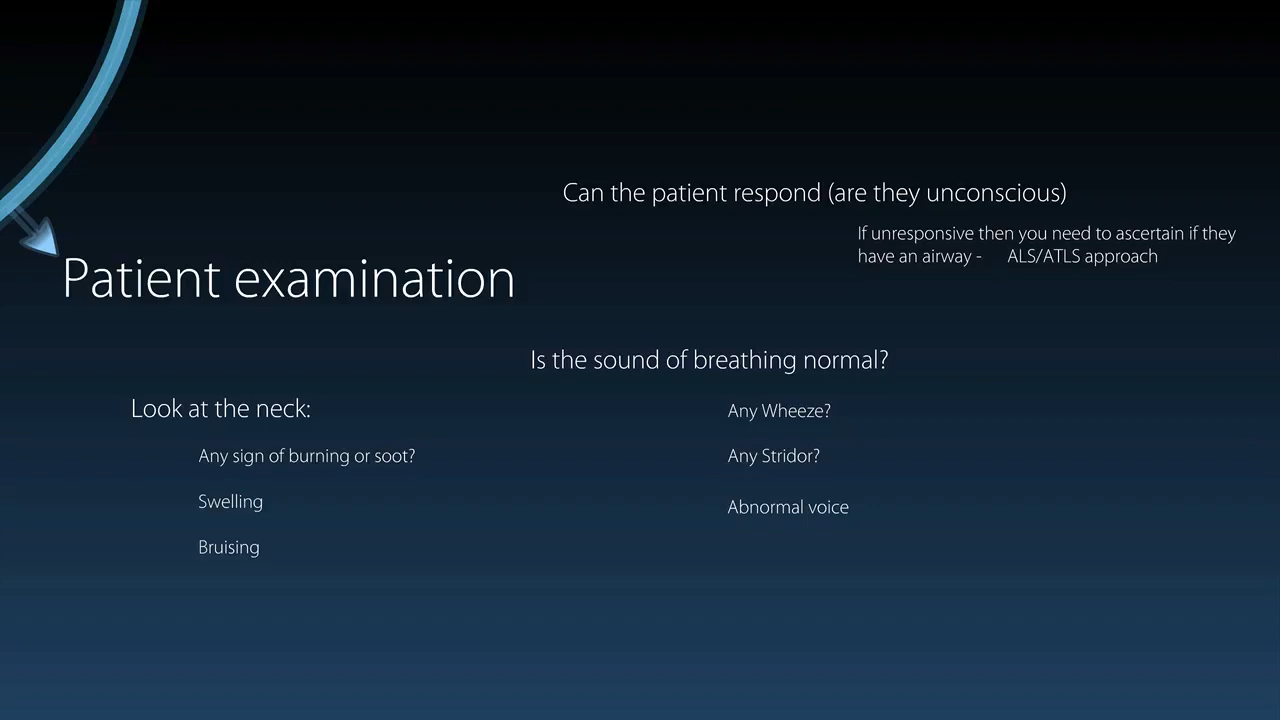 Can the patient respond (are they unconscious)
If unresponsive then you need to ascertain if they
have an airway - ALS/ATLS approach
Patient examination
Is the sound of breathing normal?
Any Wheeze?
Any Stridor?
Abnormal voice
Look at the neck:
Any sign of burning or soot?
Swelling
Bruising